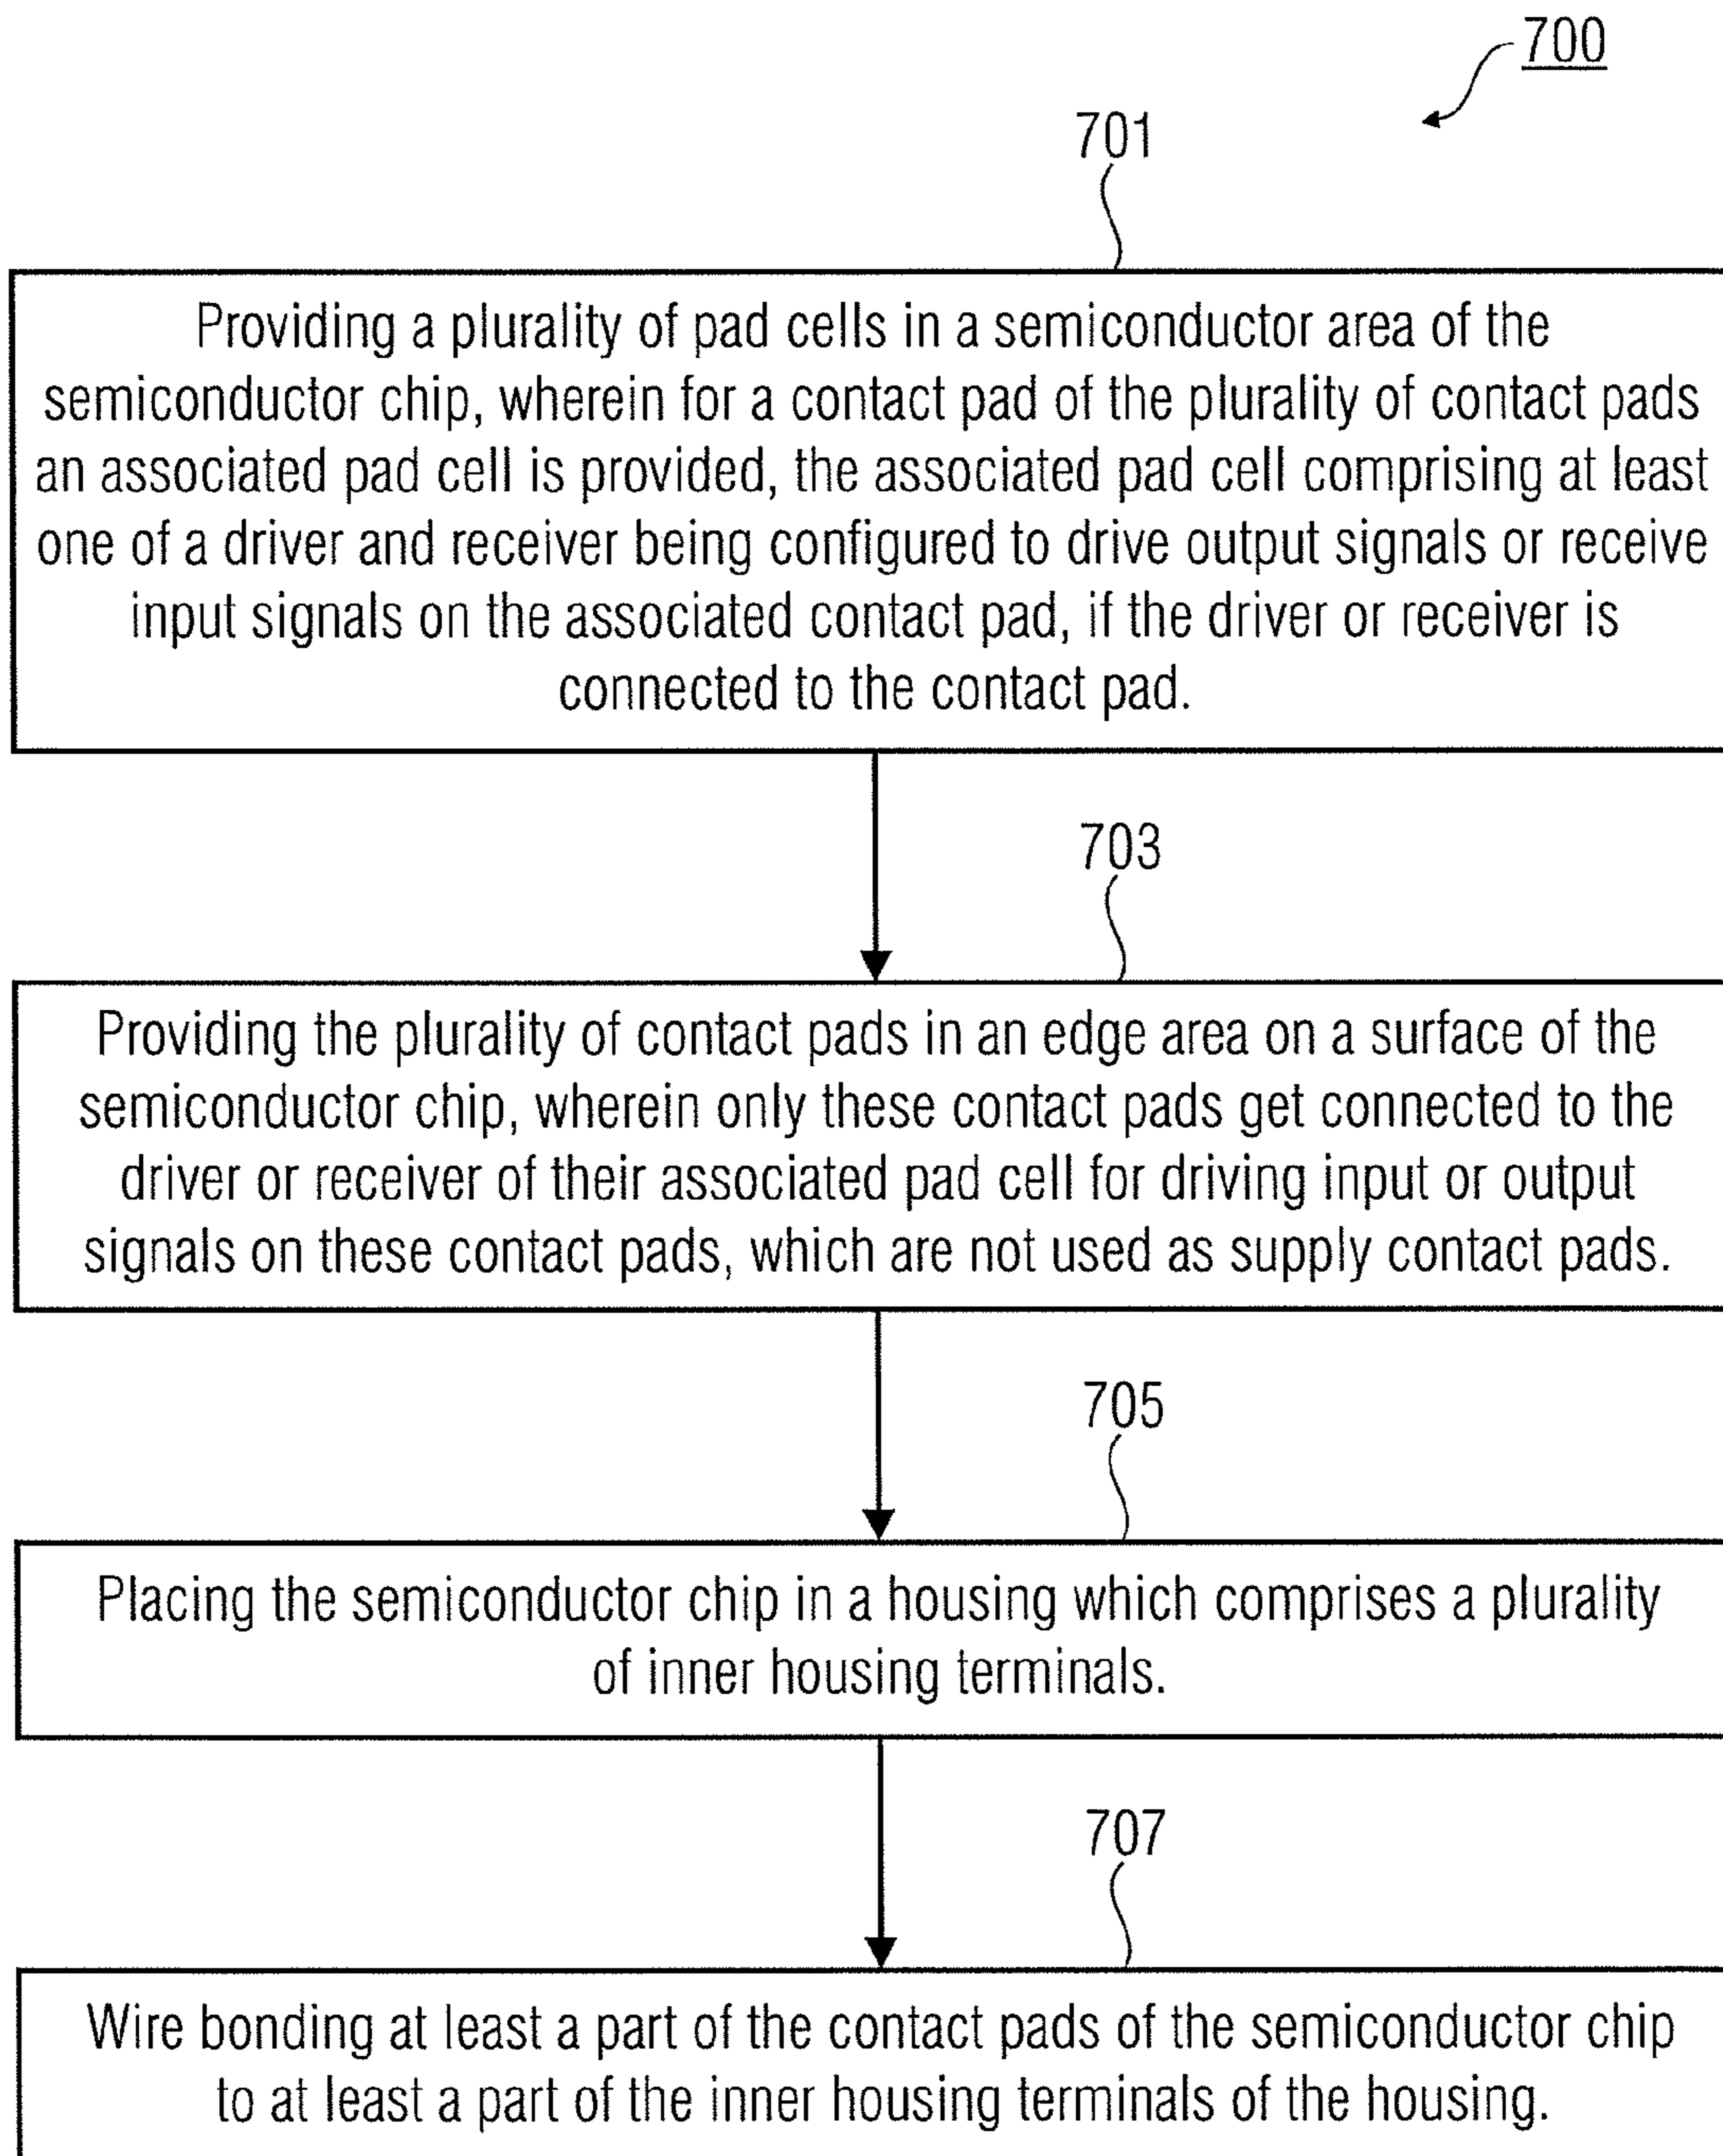 700
701
Providing a plurality of pad cells in a semiconductor area of the
semiconductor chip, wherein for a contact pad of the plurality of contact pads
an associated pad cell is provided, the associated pad cell comprising at least
one of a driver and receiver being configured to drive output signals or receive
input signals on the associated contact pad, if the driver or receiver is
connected to the contact pad.
703
Providing the plurality of contact pads in an edge area on a surface of the
semiconductor chip, wherein only these contact pads get connected to the
driver or receiver of their associated pad cell for driving input or output
signals on these contact pads, which are not used as supply contact pads.
705
Placing the semiconductor chip in a housing which comprises a plurality
of inner housing terminals.
707
Wire bonding at least a part of the contact pads of the semiconductor chip
to at least a part of the inner housing terminals of the housing.